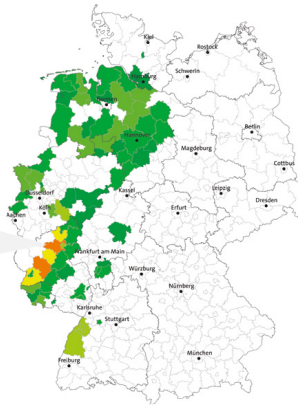 Kiel
Rostock
Hamburg
Schwerin
Bremen
Berlin
Hannover
Magdeburg
Cottbus
Düsseldorf
Kassel
Leipzig
Dresden
Köln
Aachen
Erfurt
Frankfurt am Main
Würzburg
Nürnberg
Karlsruhe
Stuttgart
München
Freiburg